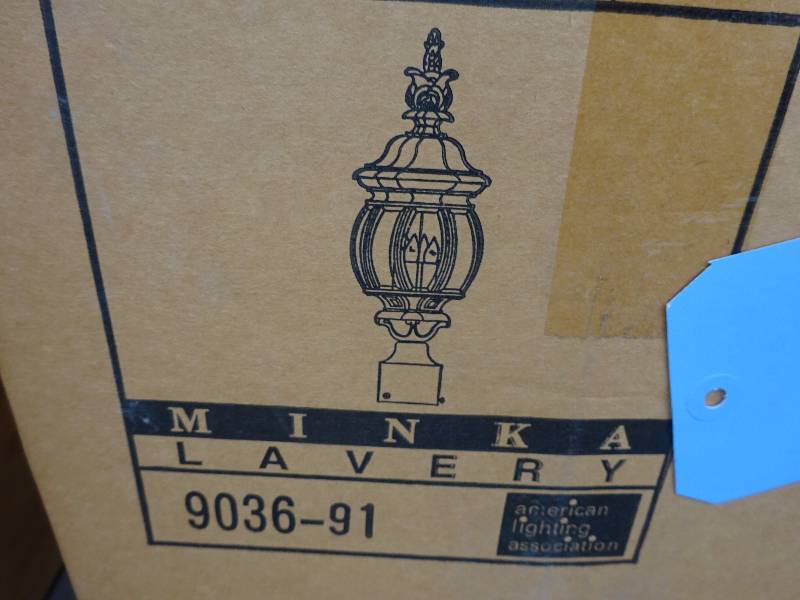 MINKA
LAVERY
9036-91
american
lighting
association